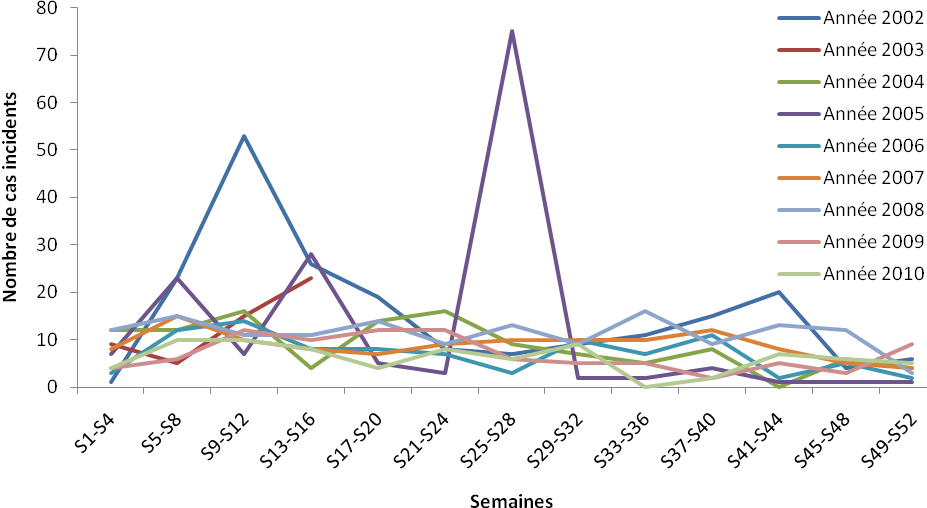 80
70
60
50
40
30
20
10
0
Nombre de cas incidents
S1-S4
S5-S8
S9-S12
S13-S16
S17-S20
S21-S24
S25-S28
S29-S32
S33-S36
S37-S40
S41-S44
S45-S48
S49-S52
Semaines
Année 2002
Année 2003
Année 2004
Année 2005
Année 2006
Année 2007
Année 2008
Année 2009
Année 2010